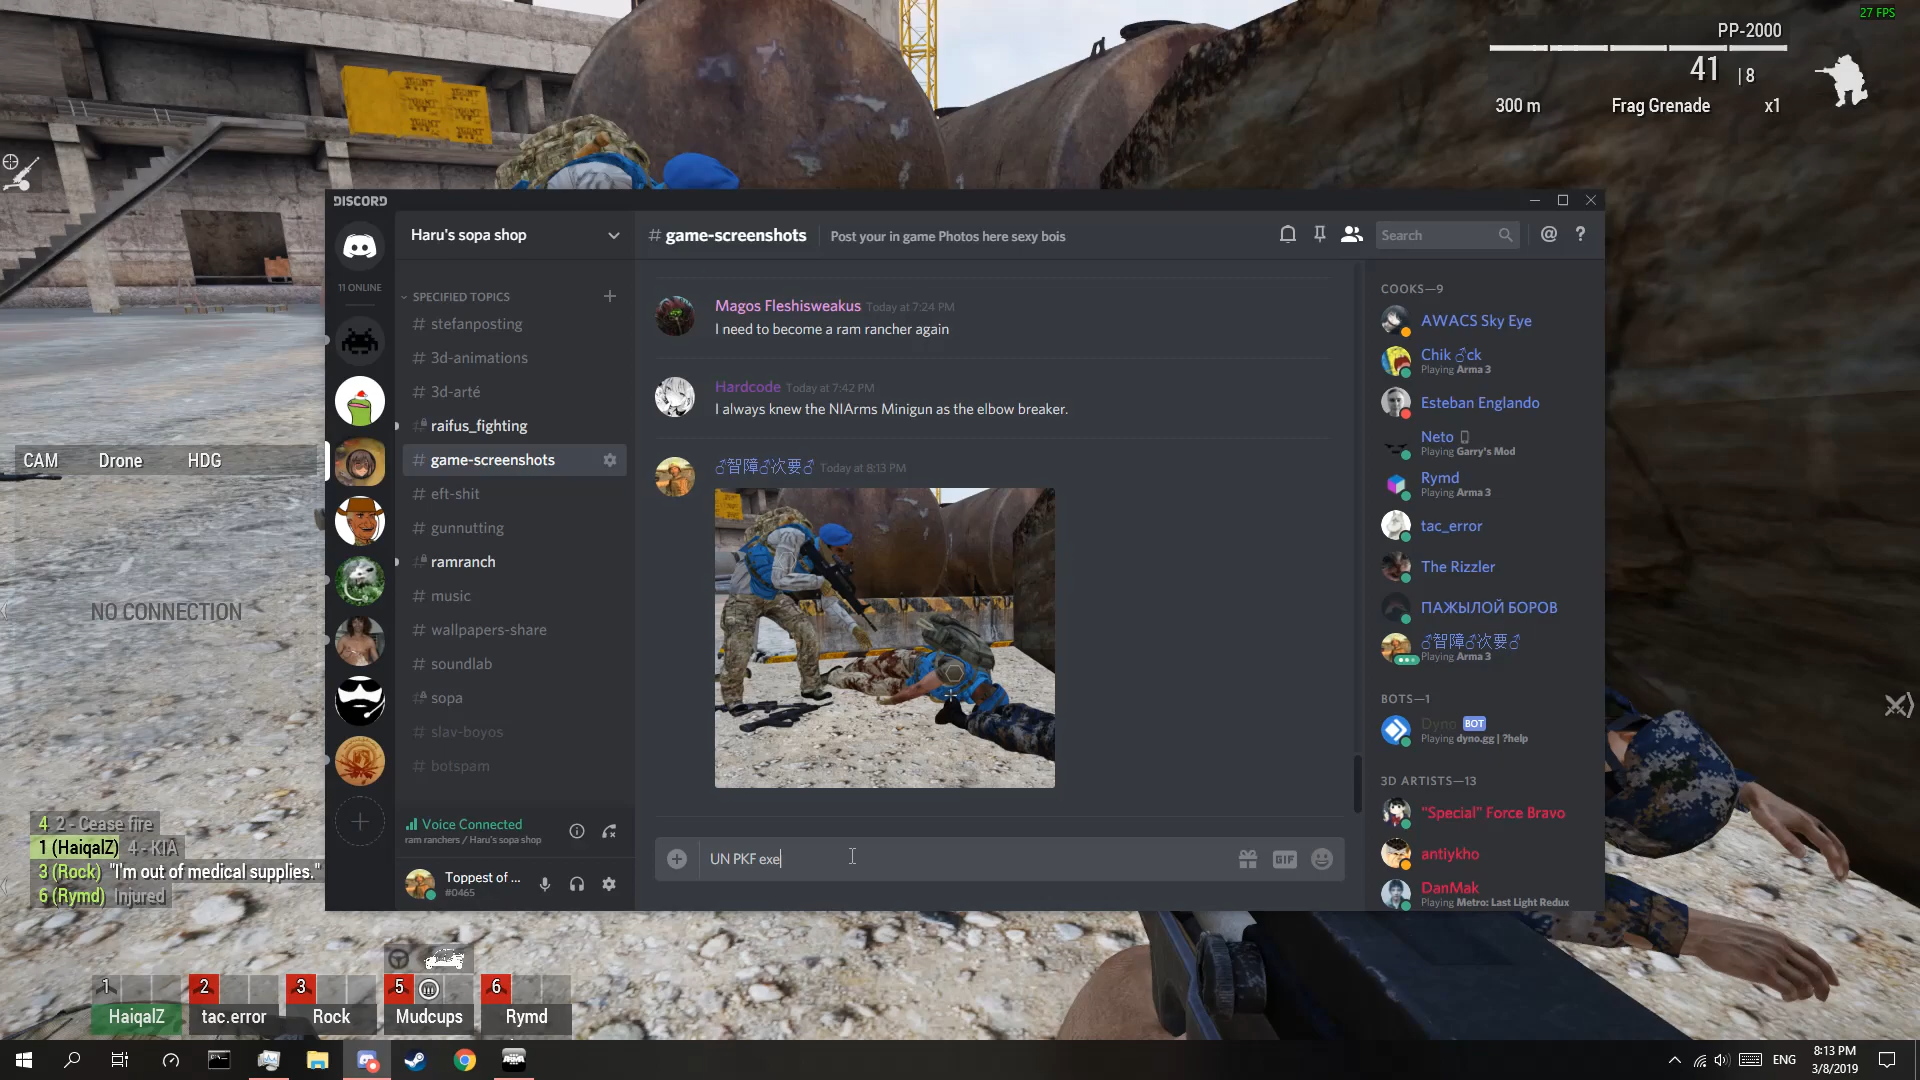 27 FPS
PP-2000
41 | 8
300 m Frag Grenade x1
CAM Drone HDG
NO CONNECTION
4 2 - Cease fire
1 (HaiqalZ) 4 - KIA
3 (Rock) "I'm out of medical supplies."
6 (Rymd) Injured
1 2 3 5 6
HaiqalZ tac.error Rock Mudcups Rymd
DISCORD
11 ONLINE
Haru's sopa shop
SPECIFIED TOPICS
# stefanposting
# 3d-animations
# 3d-arté
# raifus_fighting
# game-screenshots
# eft-shit
# gunnutting
# ramranch
# music
# wallpapers-share
# soundlab
# sopa
# slav-boyos
# botspam
Voice Connected
ram ranchers / Haru's sopa shop
Toppest of ...
#0465
# game-screenshots Post your in game Photos here sexy bois
Search @ ?
Magos Fleshisweakus Today at 7:24 PM
I need to become a ram rancher again
Hardcode Today at 7:42 PM
I always knew the NIArms Minigun as the elbow breaker.
♂智障♂次要♂ Today at 8:13 PM
UN PKF exe
GIF
COOKS—9
AWACS Sky Eye
Chik ♂ck
Playing Arma 3
Esteban Englando
Neto
Playing Garry's Mod
Rymd
Playing Arma 3
tac_error
The Rizzler
ПАЖЫЛОЙ БОРОВ
♂智障♂次要♂
Playing Arma 3
BOTS—1
Dyno BOT
Playing dyno.gg | ?help
3D ARTISTS—13
"Special" Force Bravo
antiykho
DanMak
Playing Metro: Last Light Redux
ENG
8:13 PM
3/8/2019